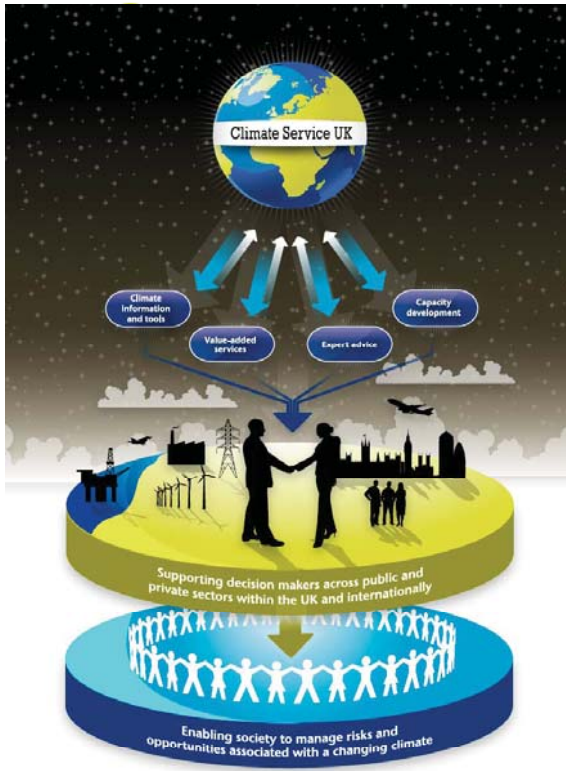 Climate Service UK
Climate
information
and tools
Value-added
services
Expert advice
Capacity
development
Supporting decision makers across public and
private sectors within the UK and internationally
Enabling society to manage risks and
opportunities associated with a changing climate